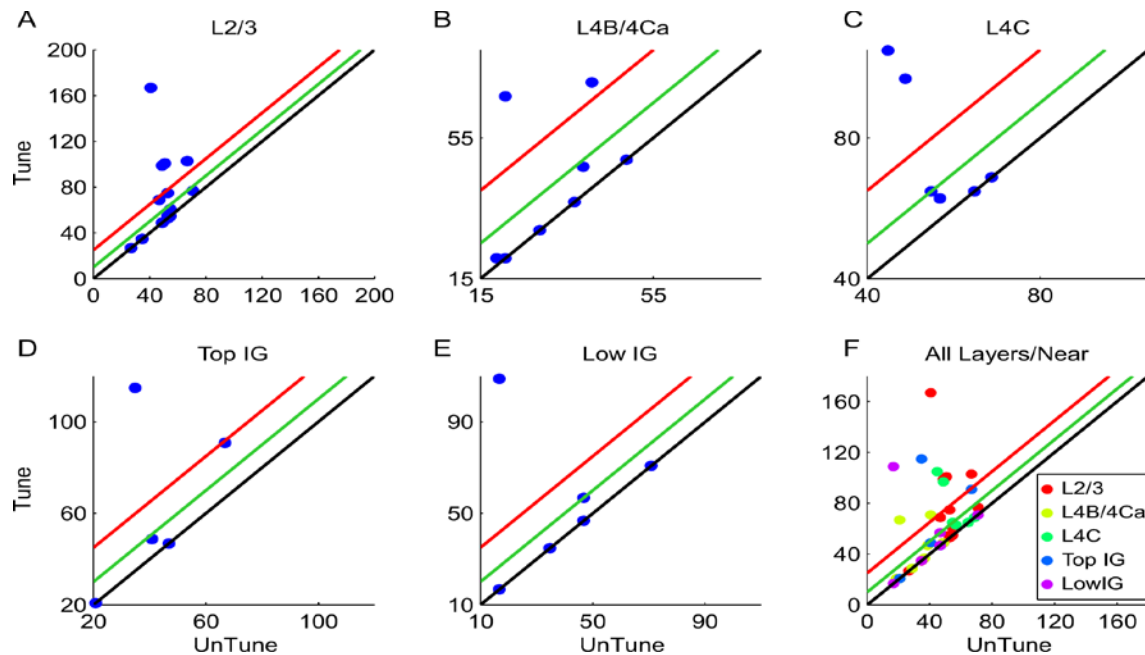 A L2/3
B L4B/4Ca
C L4C
Tune
200
160
120
80
40
0
0 40 80 120 160 200
55
15
15 55
80
40
40 80
D Top IG
E Low IG
F All Layers/Near
Tune
100
60
20
20 60 100
UnTune
90
50
10
10 50 90
UnTune
160
120
80
40
0
0 40 80 120 160
UnTune
L2/3
L4B/4Ca
L4C
Top IG
LowIG